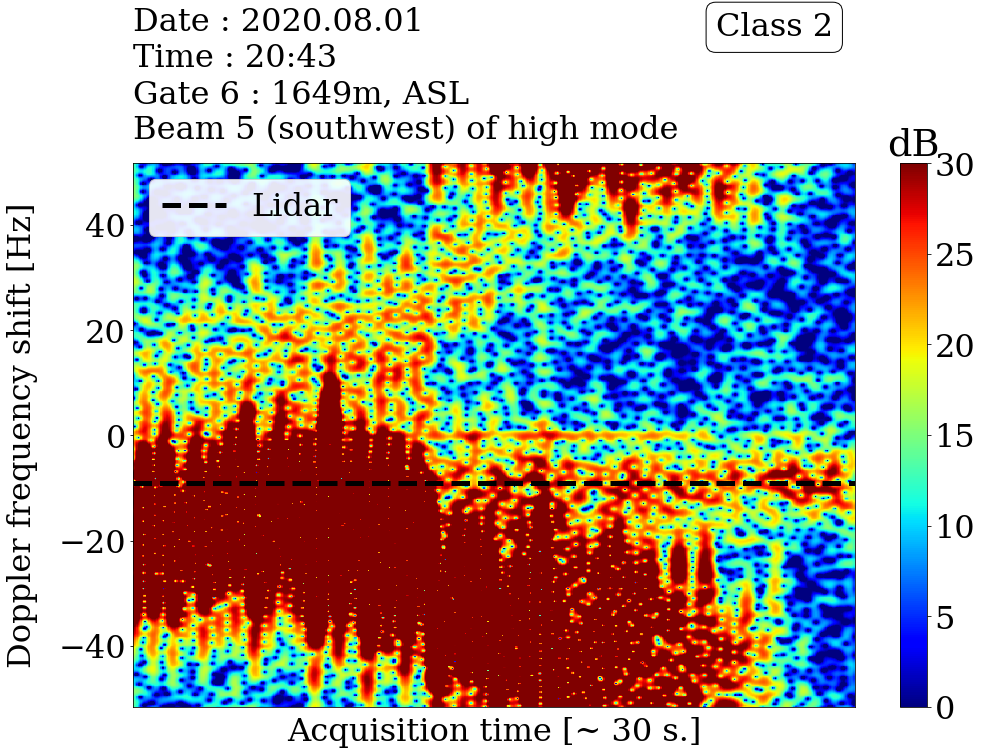 Date : 2020.08.01
Time : 20:43
Gate 6 : 1649m, ASL
Beam 5 (southwest) of high mode
Class 2
dB
Lidar
Doppler frequency shift [Hz]
40
20
0
−20
−40
Acquisition time [~ 30 s.]
30
25
20
15
10
5
0